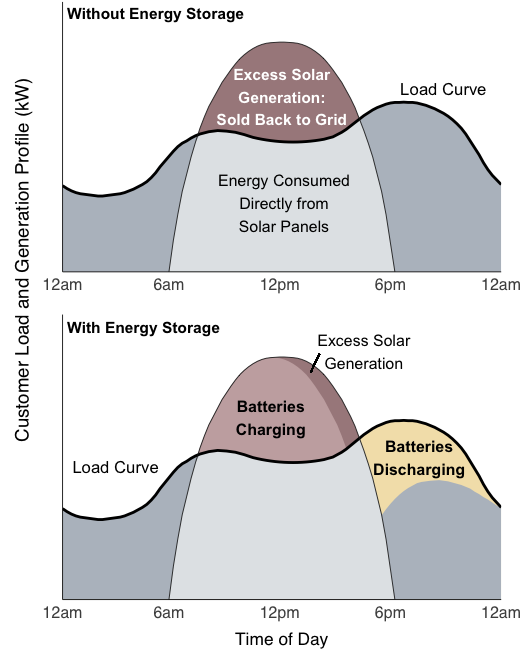 Without Energy Storage
Excess Solar
Generation:
Sold Back to Grid
Load Curve
Energy Consumed
Directly from
Solar Panels
12am
6am
12pm
6pm
12am
Customer Load and Generation Profile (kW)
With Energy Storage
Excess Solar
Generation
Batteries
Charging
Load Curve
Batteries
Discharging
12am
6am
12pm
6pm
12am
Time of Day